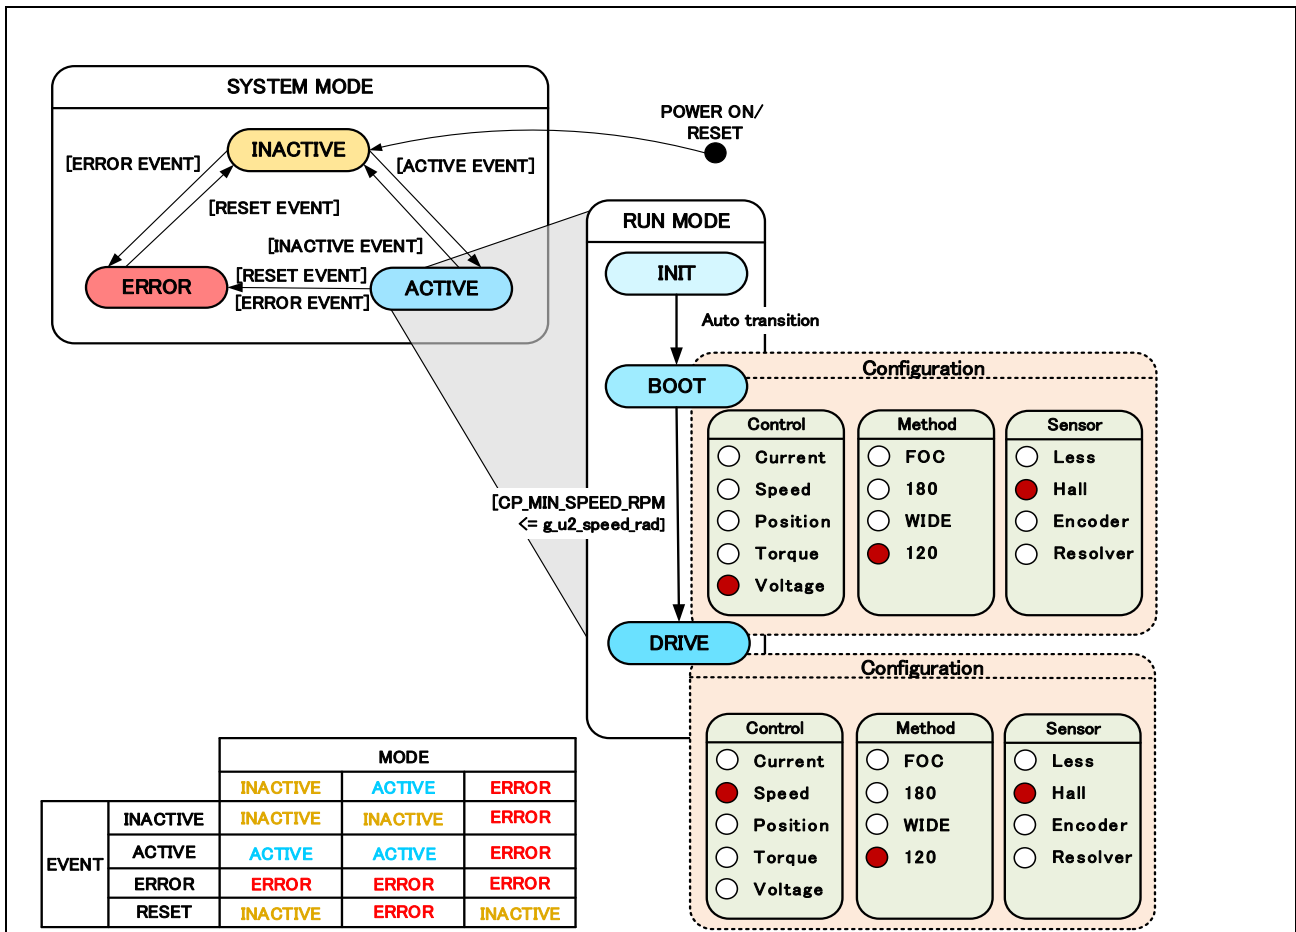 SYSTEM MODE
POWER ON/
RESET
INACTIVE
[ERROR EVENT]
[ACTIVE EVENT]
[RESET EVENT]
[INACTIVE EVENT]
[RESET EVENT]
ERROR
ACTIVE
[ERROR EVENT]
RUN MODE
INIT
Auto transition
BOOT
[CP_MIN_SPEED_RPM
<= g_u2_speed_rad]
DRIVE
Configuration
Control
Current
Speed
Position
Torque
Voltage
Method
FOC
180
WIDE
120
Sensor
Less
Hall
Encoder
Resolver
Configuration
Control
Current
Speed
Position
Torque
Voltage
Method
FOC
180
WIDE
120
Sensor
Less
Hall
Encoder
Resolver
MODE
INACTIVE ACTIVE ERROR
EVENT
INACTIVE INACTIVE INACTIVE ERROR
ACTIVE ACTIVE ACTIVE ERROR
ERROR ERROR ERROR ERROR
RESET INACTIVE ERROR INACTIVE